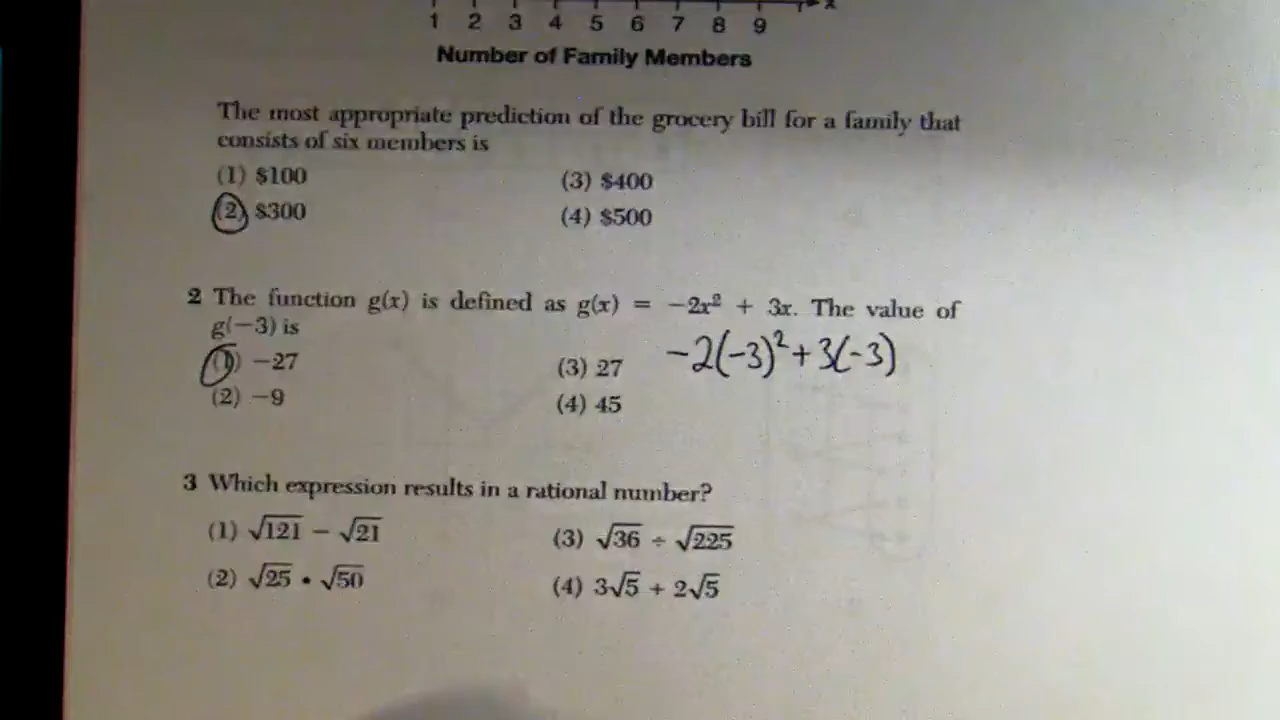 1 2 3 4 5 6 7 8 9 x
Number of Family Members
The most appropriate prediction of the grocery bill for a family that
consists of six members is
(1) $100 (3) $400
(2) $300 (4) $500
2 The function g(x) is defined as g(x) = −2x² + 3x. The value of
g(−3) is −2(−3)²+3(−3)
(1) −27 (3) 27
(2) −9 (4) 45
3 Which expression results in a rational number?
(1) √121 − √21 (3) √36 ÷ √225
(2) √25 • √50 (4) 3√5 + 2√5